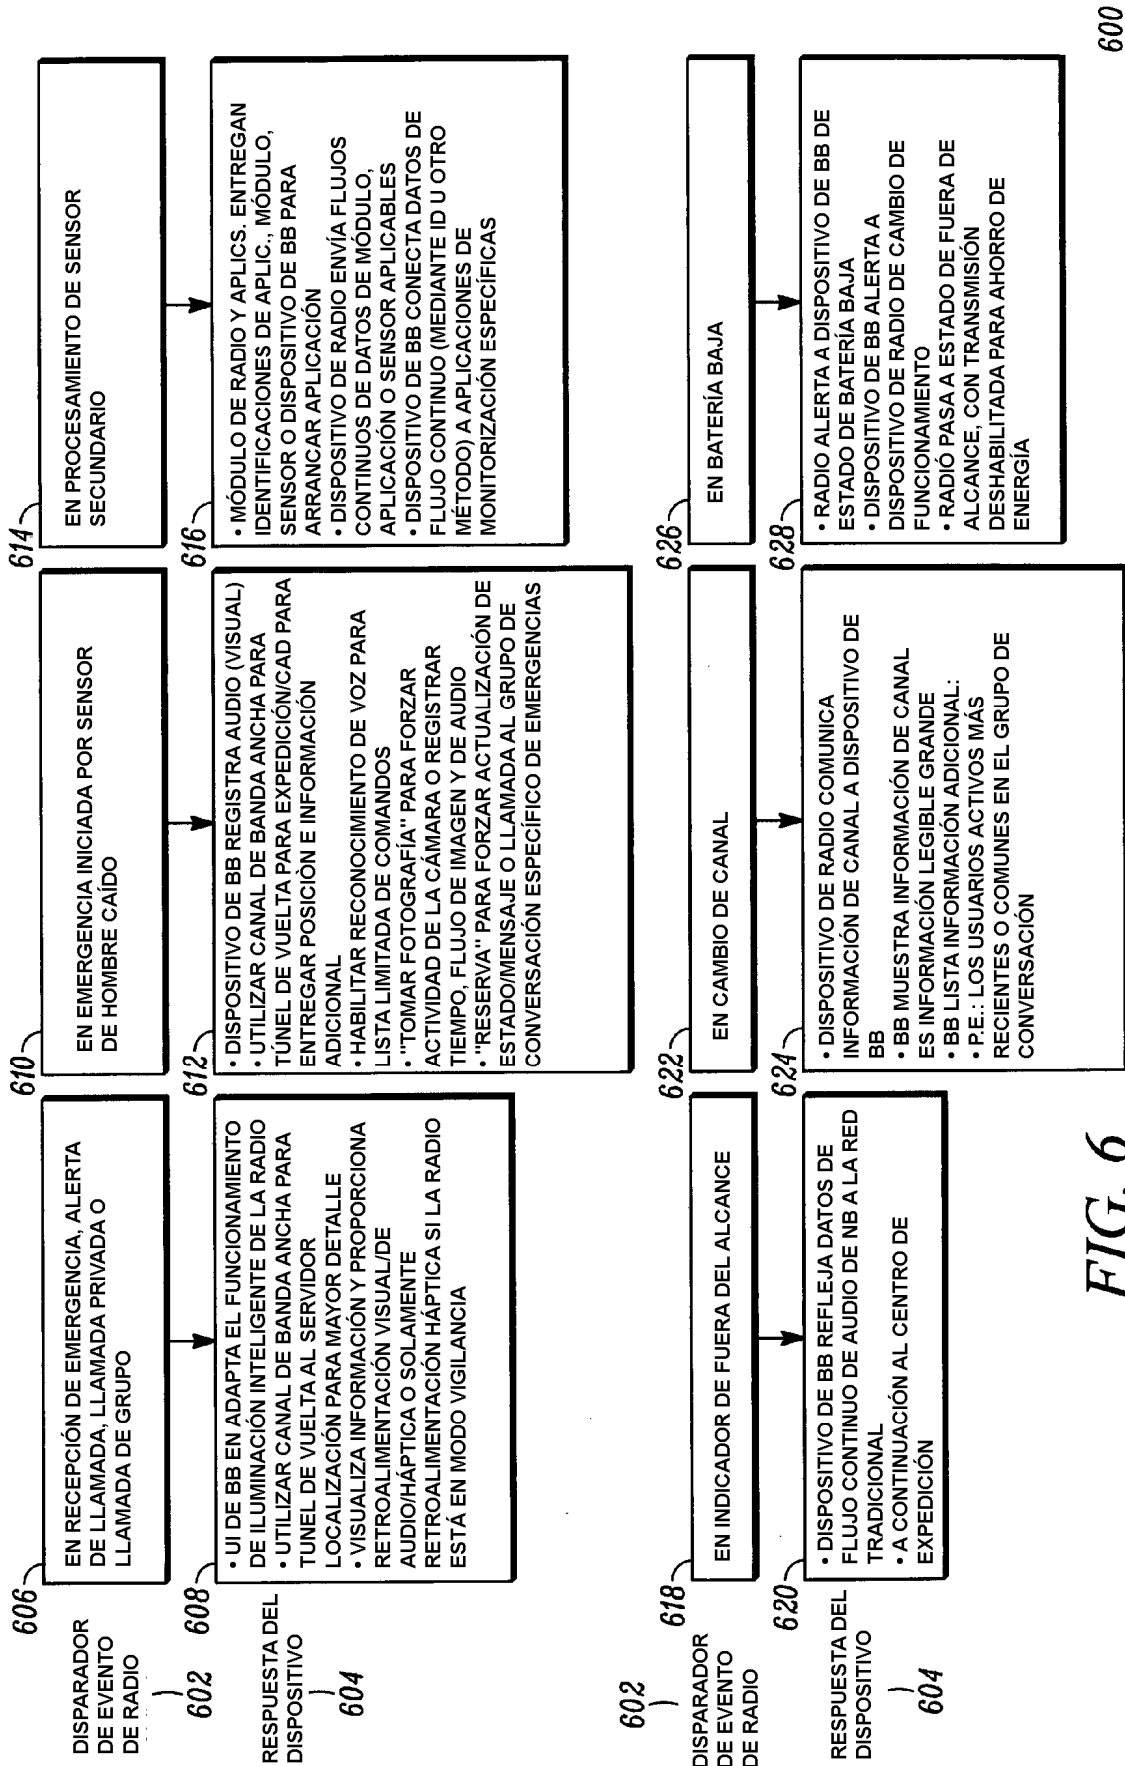 600
DISPARADOR
DE EVENTO
DE RADIO
602
606
EN RECEPCIÓN DE EMERGENCIA, ALERTA
DE LLAMADA, LLAMADA PRIVADA O
LLAMADA DE GRUPO
610
EN EMERGENCIA INICIADA POR SENSOR
DE HOMBRE CAÍDO
614
EN PROCESAMIENTO DE SENSOR
SECUNDARIO
RESPUESTA DEL
DISPOSITIVO
604
608
• UI DE BB EN ADAPTA EL FUNCIONAMIENTO
DE ILUMINACIÓN INTELIGENTE DE LA RADIO
• UTILIZAR CANAL DE BANDA ANCHA PARA
TUNEL DE VUELTA AL SERVIDOR
LOCALIZACIÓN PARA MAYOR DETALLE
• VISUALIZA INFORMACIÓN Y PROPORCIONA
RETROALIMENTACIÓN VISUAL/DE
AUDIO/HÁPTICA O SOLAMENTE
RETROALIMENTACIÓN HÁPTICA SI LA RADIO
ESTÁ EN MODO VIGILANCIA
612
• DISPOSITIVO DE BB REGISTRA AUDIO (VISUAL)
• UTILIZAR CANAL DE BANDA ANCHA PARA
TÚNEL DE VUELTA PARA EXPEDICIÓN/CAD PARA
ENTREGAR POSICIÒN E INFORMACIÓN
ADICIONAL
• HABILITAR RECONOCIMIENTO DE VOZ PARA
LISTA LIMITADA DE COMANDOS
• "TOMAR FOTOGRAFÍA" PARA FORZAR
ACTIVIDAD DE LA CÁMARA O REGISTRAR
TIEMPO, FLUJO DE IMAGEN Y DE AUDIO
• "RESERVA" PARA FORZAR ACTUALIZACIÓN DE
ESTADO/MENSAJE O LLAMADA AL GRUPO DE
CONVERSACIÓN ESPECÍFICO DE EMERGENCIAS
616
• MÓDULO DE RADIO Y APLICS. ENTREGAN
IDENTIFICACIONES DE APLIC., MÓDULO,
SENSOR O DISPOSITIVO DE BB PARA
ARRANCAR APLICACIÓN
• DISPOSITIVO DE RADIO ENVÍA FLUJOS
CONTINUOS DE DATOS DE MÓDULO,
APLICACIÓN O SENSOR APLICABLES
• DISPOSITIVO DE BB CONECTA DATOS DE
FLUJO CONTINUO (MEDIANTE ID U OTRO
MÉTODO) A APLICACIONES DE
MONITORIZACIÓN ESPECÍFICAS
602
DISPARADOR
DE EVENTO
DE RADIO
618
EN INDICADOR DE FUERA DEL ALCANCE
622
EN CAMBIO DE CANAL
626
EN BATERÍA BAJA
RESPUESTA DEL
DISPOSITIVO
604
620
• DISPOSITIVO DE BB REFLEJA DATOS DE
FLUJO CONTINUO DE AUDIO DE NB A LA RED
TRADICIONAL
• A CONTINUACIÓN AL CENTRO DE
EXPEDICIÓN
624
• DISPOSITIVO DE RADIO COMUNICA
INFORMACIÓN DE CANAL A DISPOSITIVO DE
BB
• BB MUESTRA INFORMACIÓN DE CANAL
ES INFORMACIÓN LEGIBLE GRANDE
• BB LISTA INFORMACIÓN ADICIONAL:
• P.E.: LOS USUARIOS ACTIVOS MÁS
RECIENTES O COMUNES EN EL GRUPO DE
CONVERSACIÓN
628
• RADIO ALERTA A DISPOSITIVO DE BB DE
ESTADO DE BATERÍA BAJA
• DISPOSITIVO DE BB ALERTA A
DISPOSITIVO DE RADIO DE CAMBIO DE
FUNCIONAMIENTO
• RADIÓ PASA A ESTADO DE FUERA DE
ALCANCE, CON TRANSMISIÓN
DESHABILITADA PARA AHORRO DE
ENERGÍA
FIG. 6